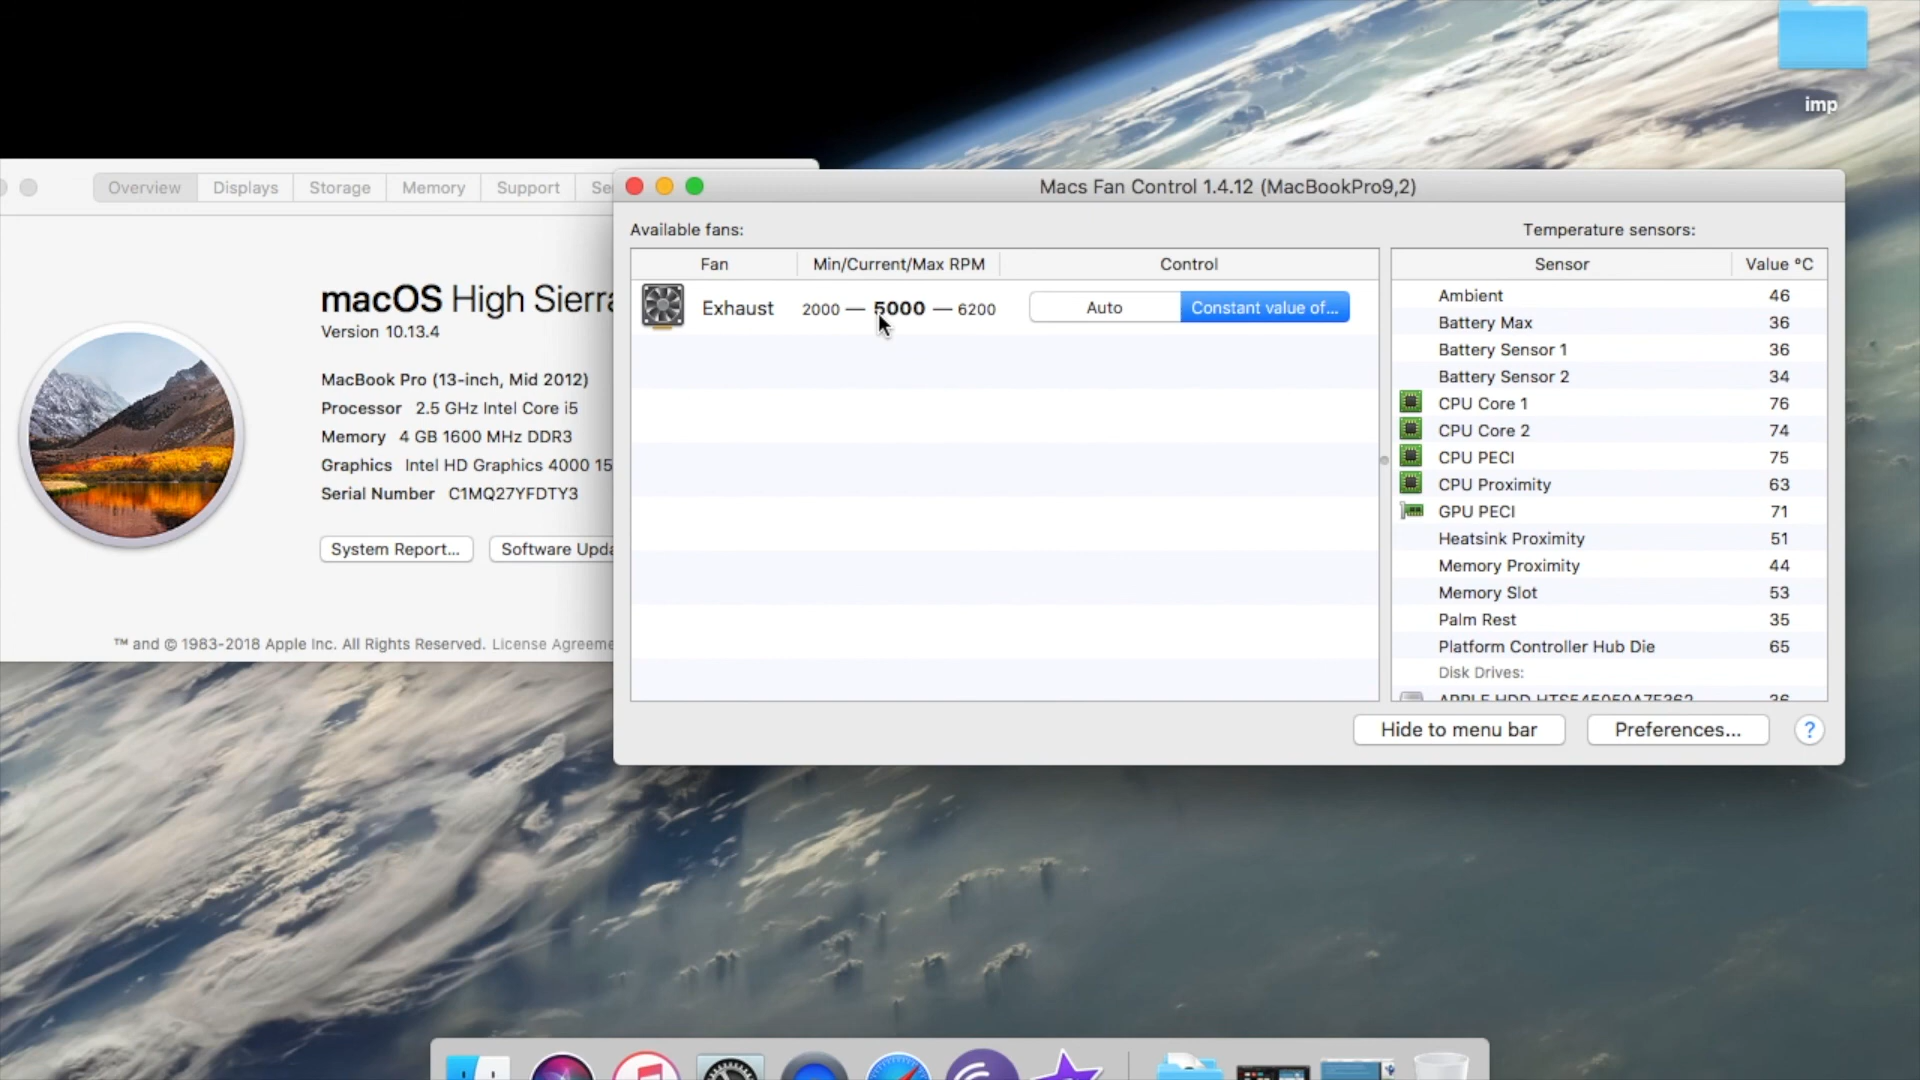 imp
Overview Displays Storage Memory Support
Macs Fan Control 1.4.12 (MacBookPro9,2)
macOS High Sierra
Version 10.13.4
MacBook Pro (13-inch, Mid 2012)
Processor 2.5 GHz Intel Core i5
Memory 4 GB 1600 MHz DDR3
Graphics Intel HD Graphics 4000 15
Serial Number C1MQ27YFDTY3
System Report...
Software
™ and © 1983-2018 Apple Inc. All Rights Reserved. License
Available fans:
Fan Min/Current/Max RPM Control
Exhaust 2000 — 5000 — 6200 Auto Constant value of...
Temperature sensors:
Sensor Value °C
Ambient 46
Battery Max 36
Battery Sensor 1 36
Battery Sensor 2 34
CPU Core 1 76
CPU Core 2 74
CPU PECI 75
CPU Proximity 63
GPU PECI 71
Heatsink Proximity 51
Memory Proximity 44
Memory Slot 53
Palm Rest 35
Platform Controller Hub Die 65
Disk Drives:
APPLE HDD
Hide to menu bar Preferences... ?